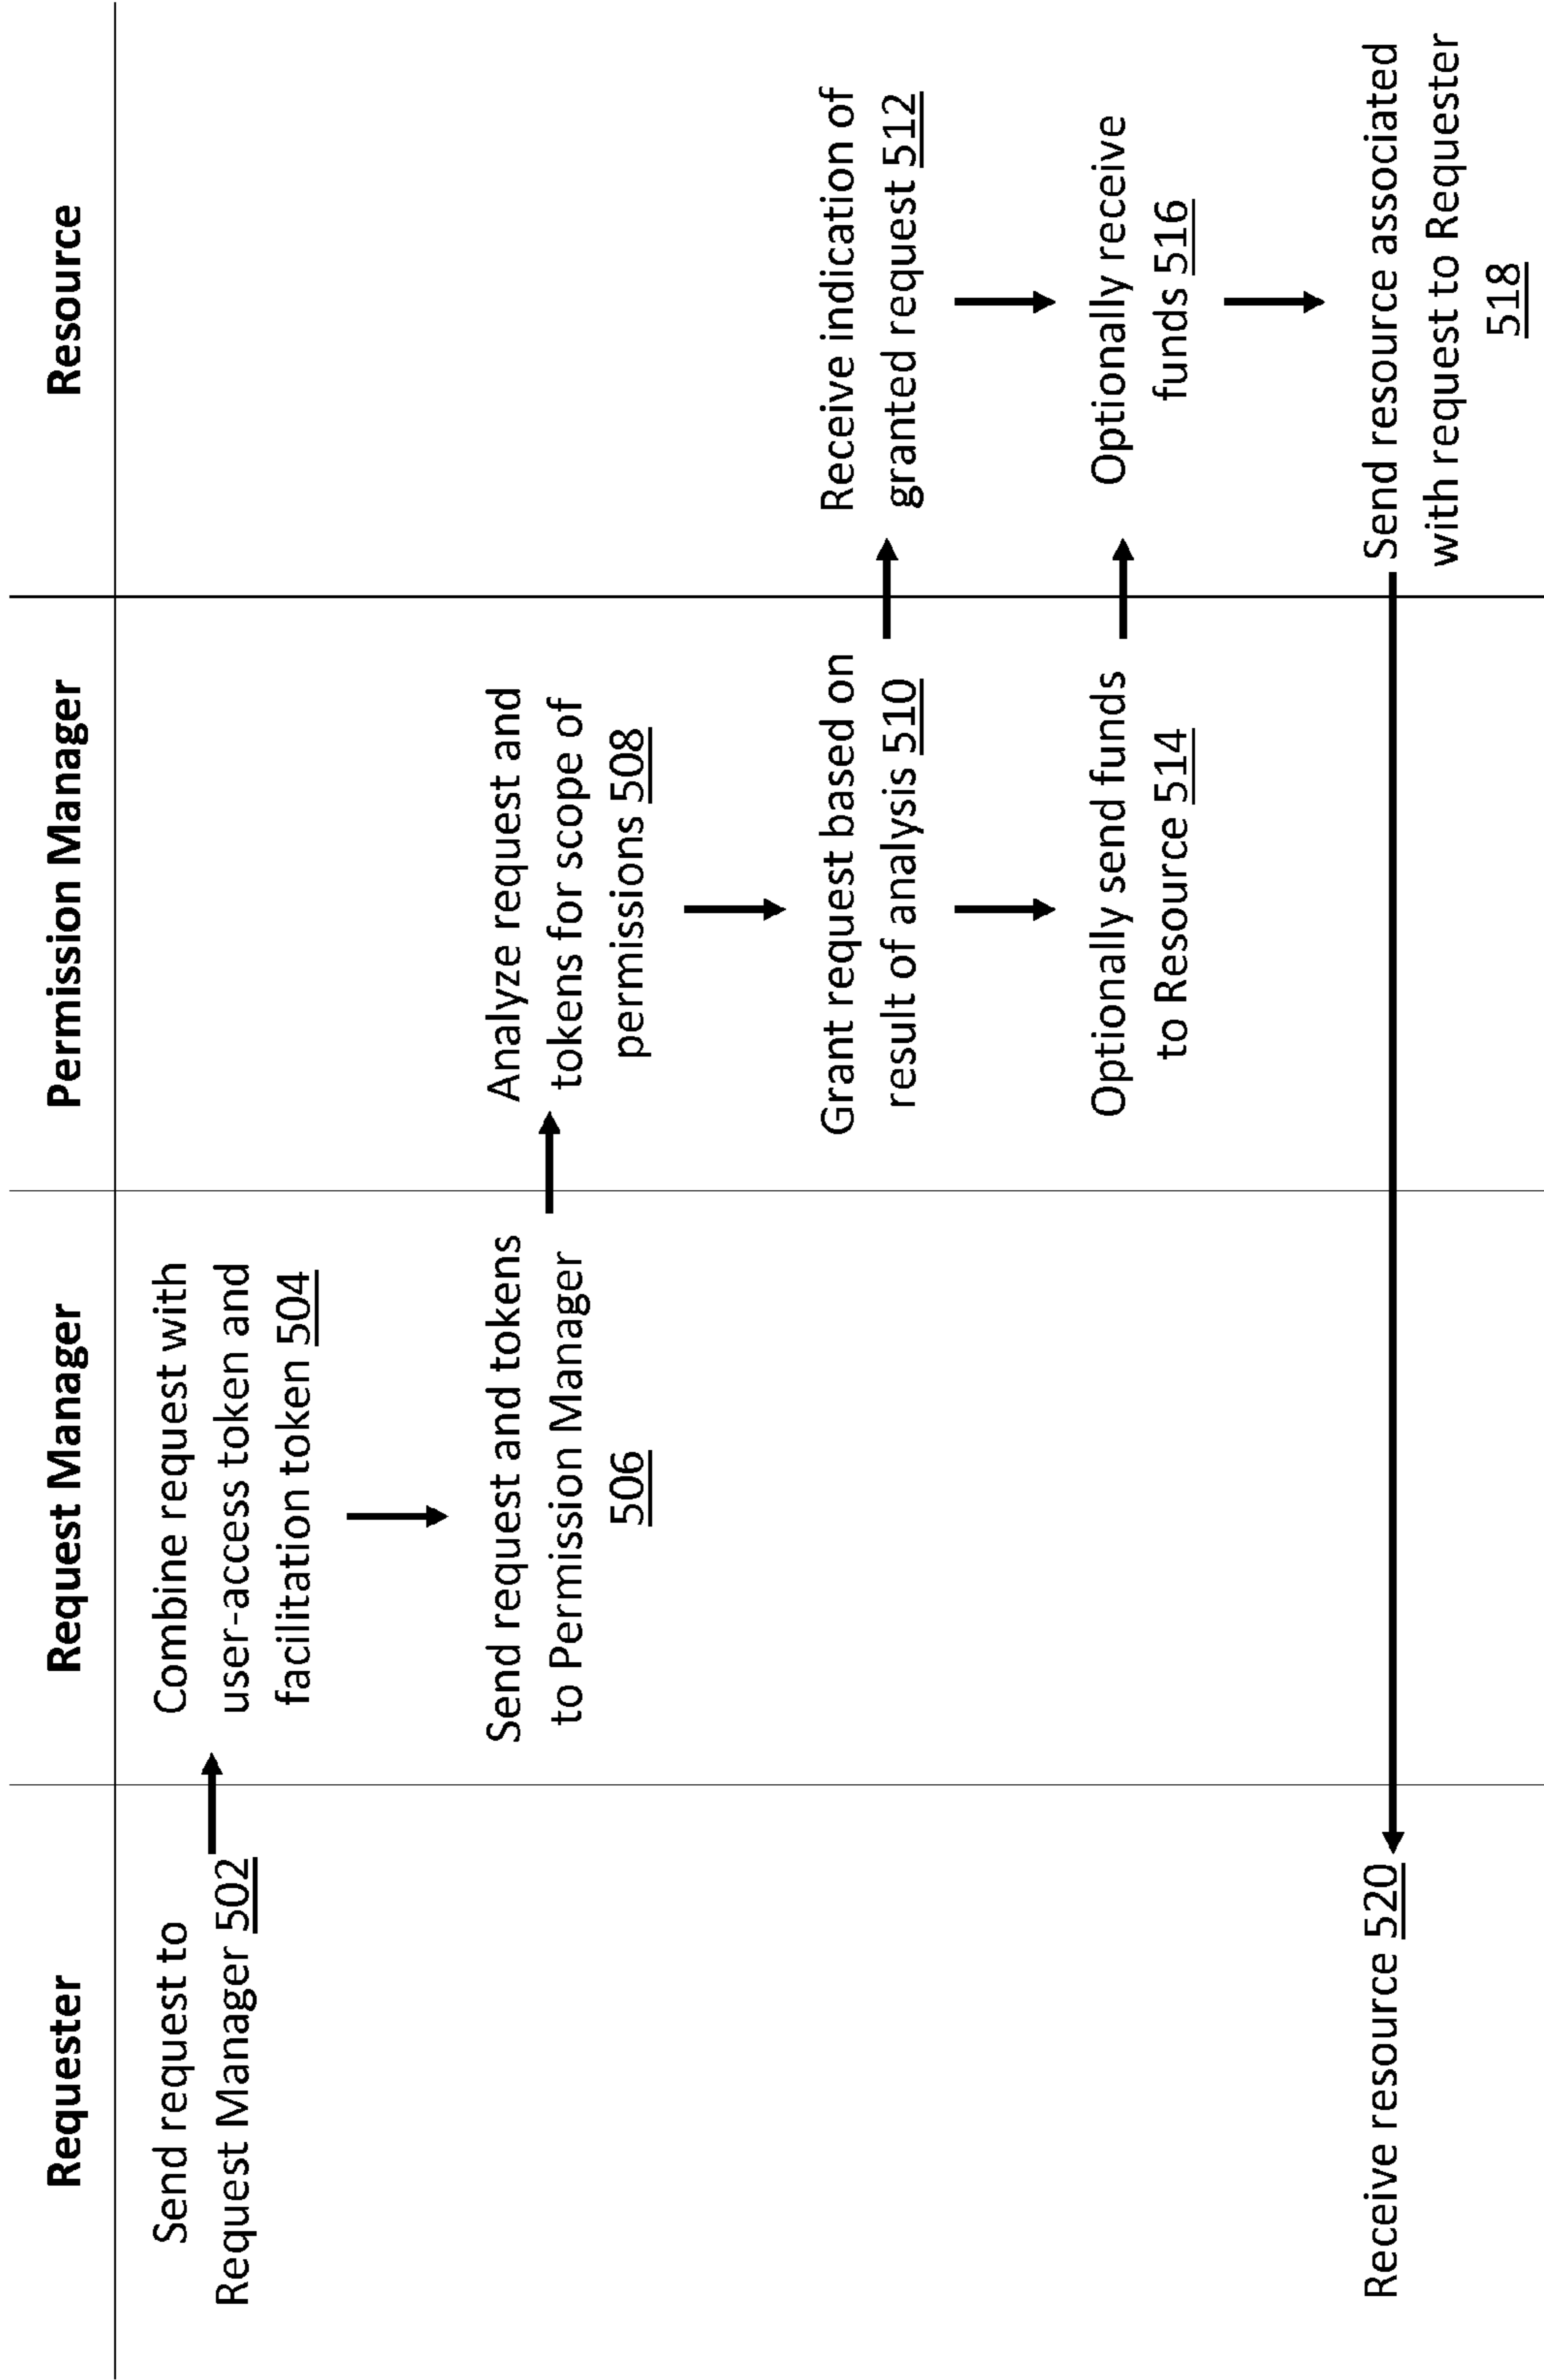 Requester
Request Manager
Permission Manager
Resource
Send request to
Request Manager 502
Combine request with
user-access token and
facilitation token 504
Send request and tokens
to Permission Manager
506
Analyze request and
tokens for scope of
permissions 508
Grant request based on
result of analysis 510
Receive indication of
granted request 512
Optionally send funds
to Resource 514
Optionally receive
funds 516
Send resource associated
with request to Requester
518
Receive resource 520